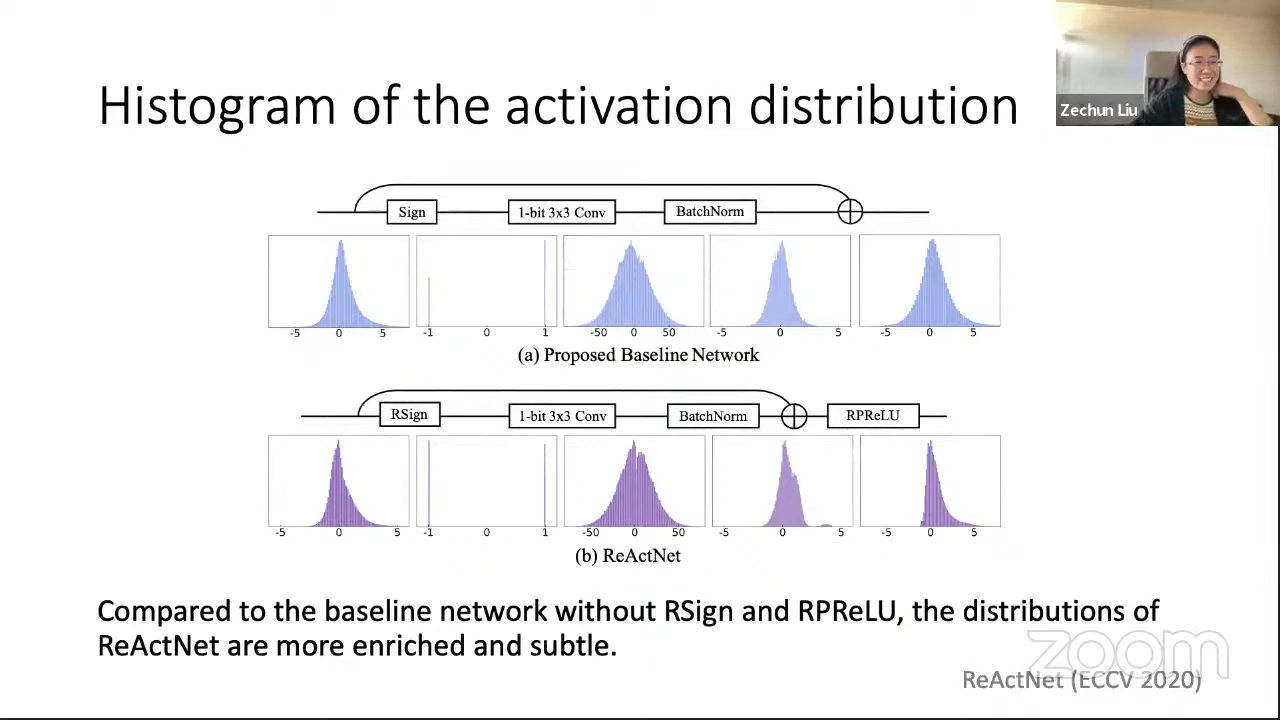 Histogram of the activation distribution
Zechun Liu
Sign 1-bit 3x3 Conv BatchNorm
-5 0 5 -1 0 1 -50 0 50 -5 0 5 -5 0 5
(a) Proposed Baseline Network
RSign 1-bit 3x3 Conv BatchNorm RPReLU
-5 0 5 -1 0 1 -50 0 50 -5 0 5 -5 0 5
(b) ReActNet
Compared to the baseline network without RSign and RPReLU, the distributions of
ReActNet are more enriched and subtle.
zoom
ReActNet (ECCV 2020)